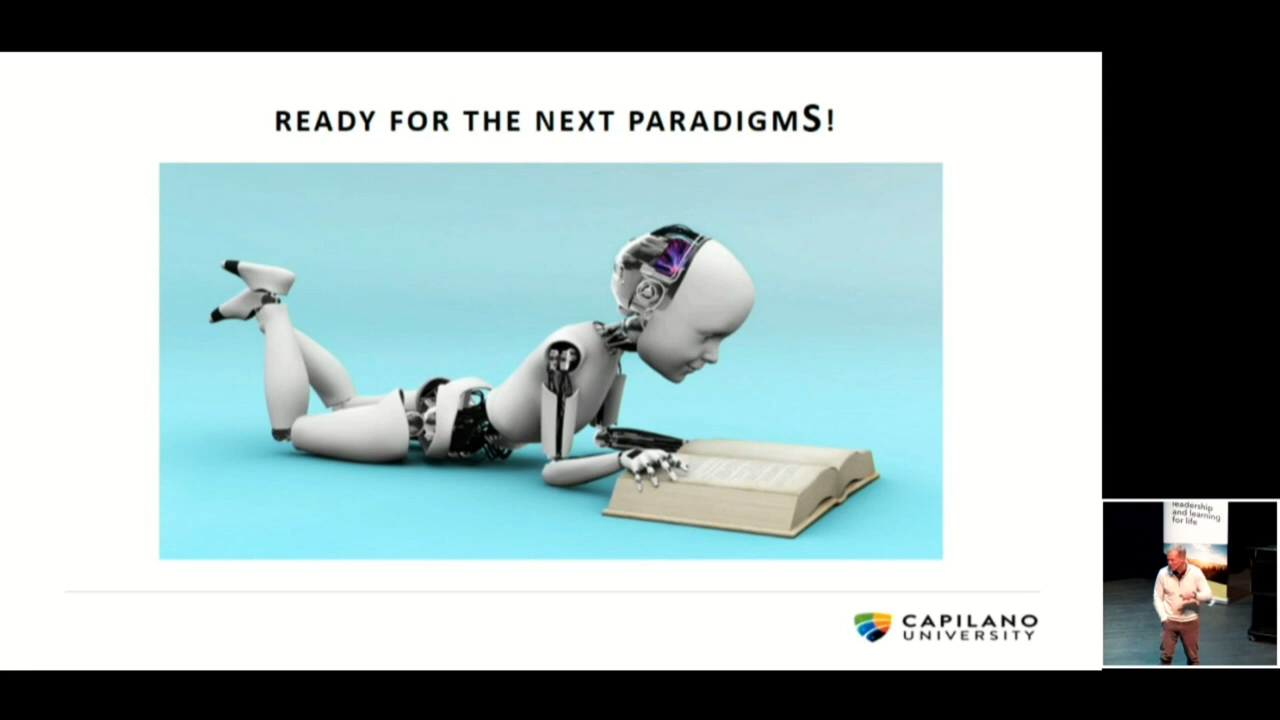 READY FOR THE NEXT PARADIGMS!
CAPILANO
UNIVERSITY
leadership
and learning
for life